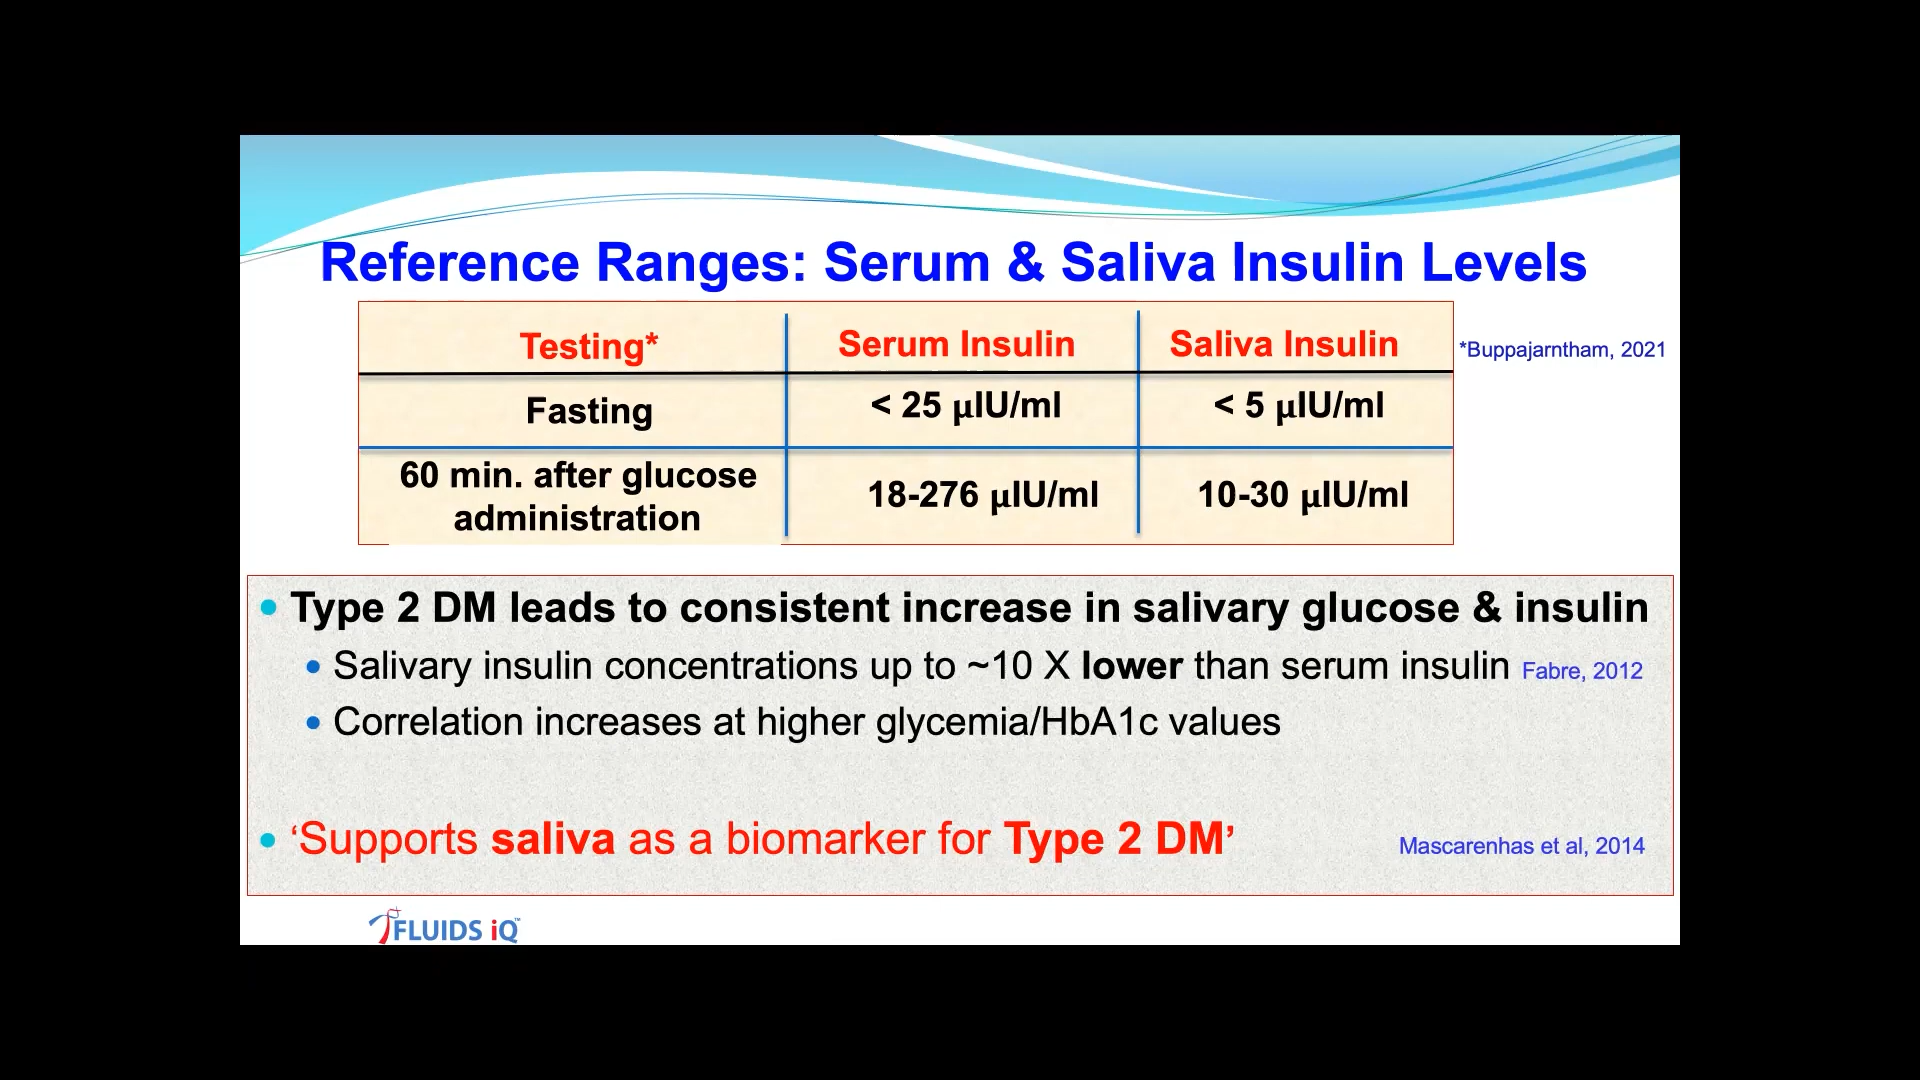 Reference Ranges: Serum & Saliva Insulin Levels
Testing* Serum Insulin Saliva Insulin *Buppajarntham, 2021
Fasting < 25 µIU/ml < 5 µIU/ml
60 min. after glucose
administration 18-276 µIU/ml 10-30 µIU/ml
• Type 2 DM leads to consistent increase in salivary glucose & insulin
• Salivary insulin concentrations up to ~10 X lower than serum insulin Fabre, 2012
• Correlation increases at higher glycemia/HbA1c values
• ‘Supports saliva as a biomarker for Type 2 DM’ Mascarenhas et al, 2014
FLUIDS iQ™